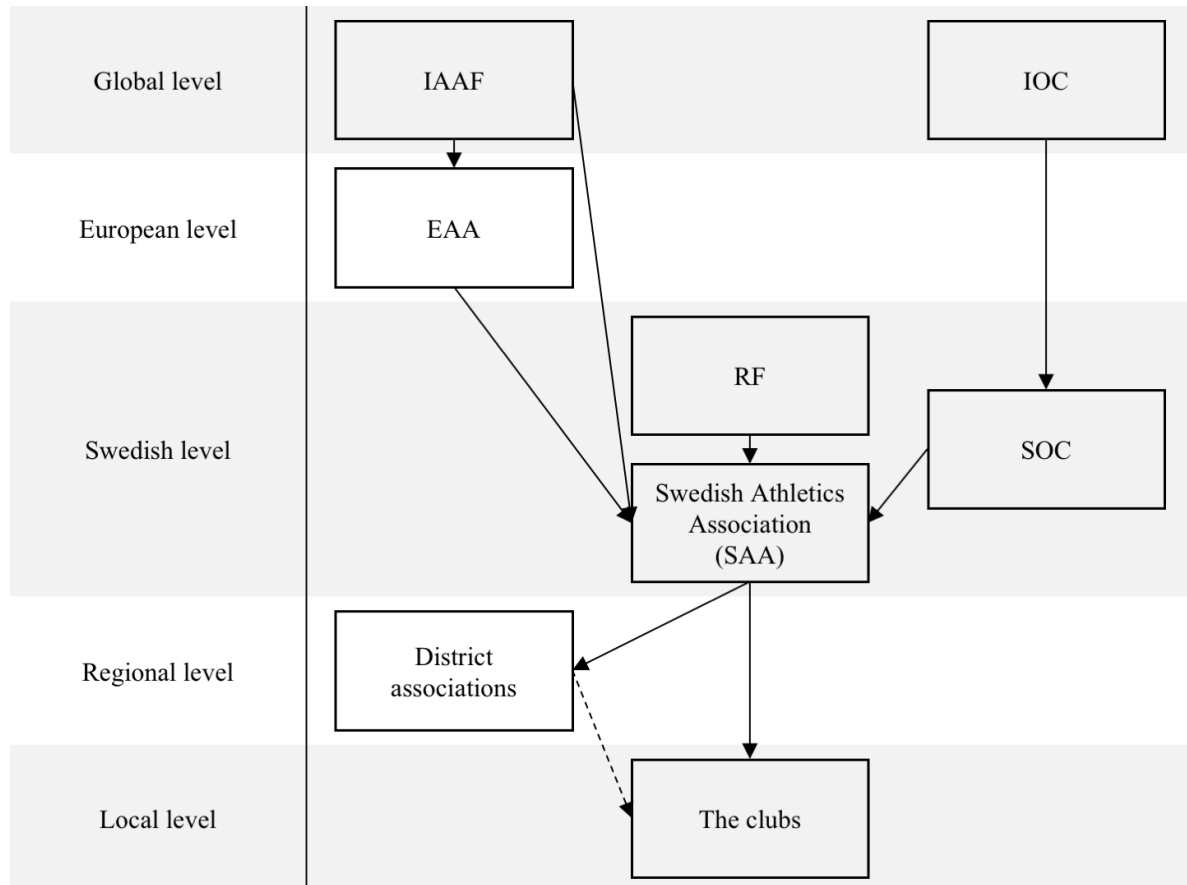 Global level
IAAF
IOC
European level
EAA
RF
Swedish level
SOC
Swedish Athletics
Association
(SAA)
Regional level
District
associations
Local level
The clubs